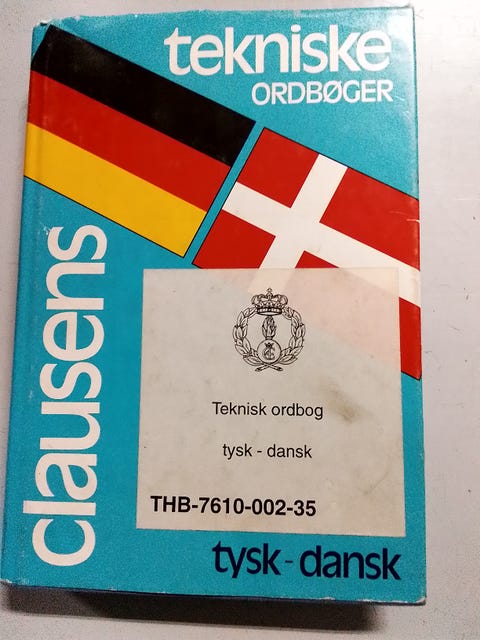 tekniske
ORDBØGER
clausens
Teknisk ordbog
tysk - dansk
THB-7610-002-35
tysk - dansk